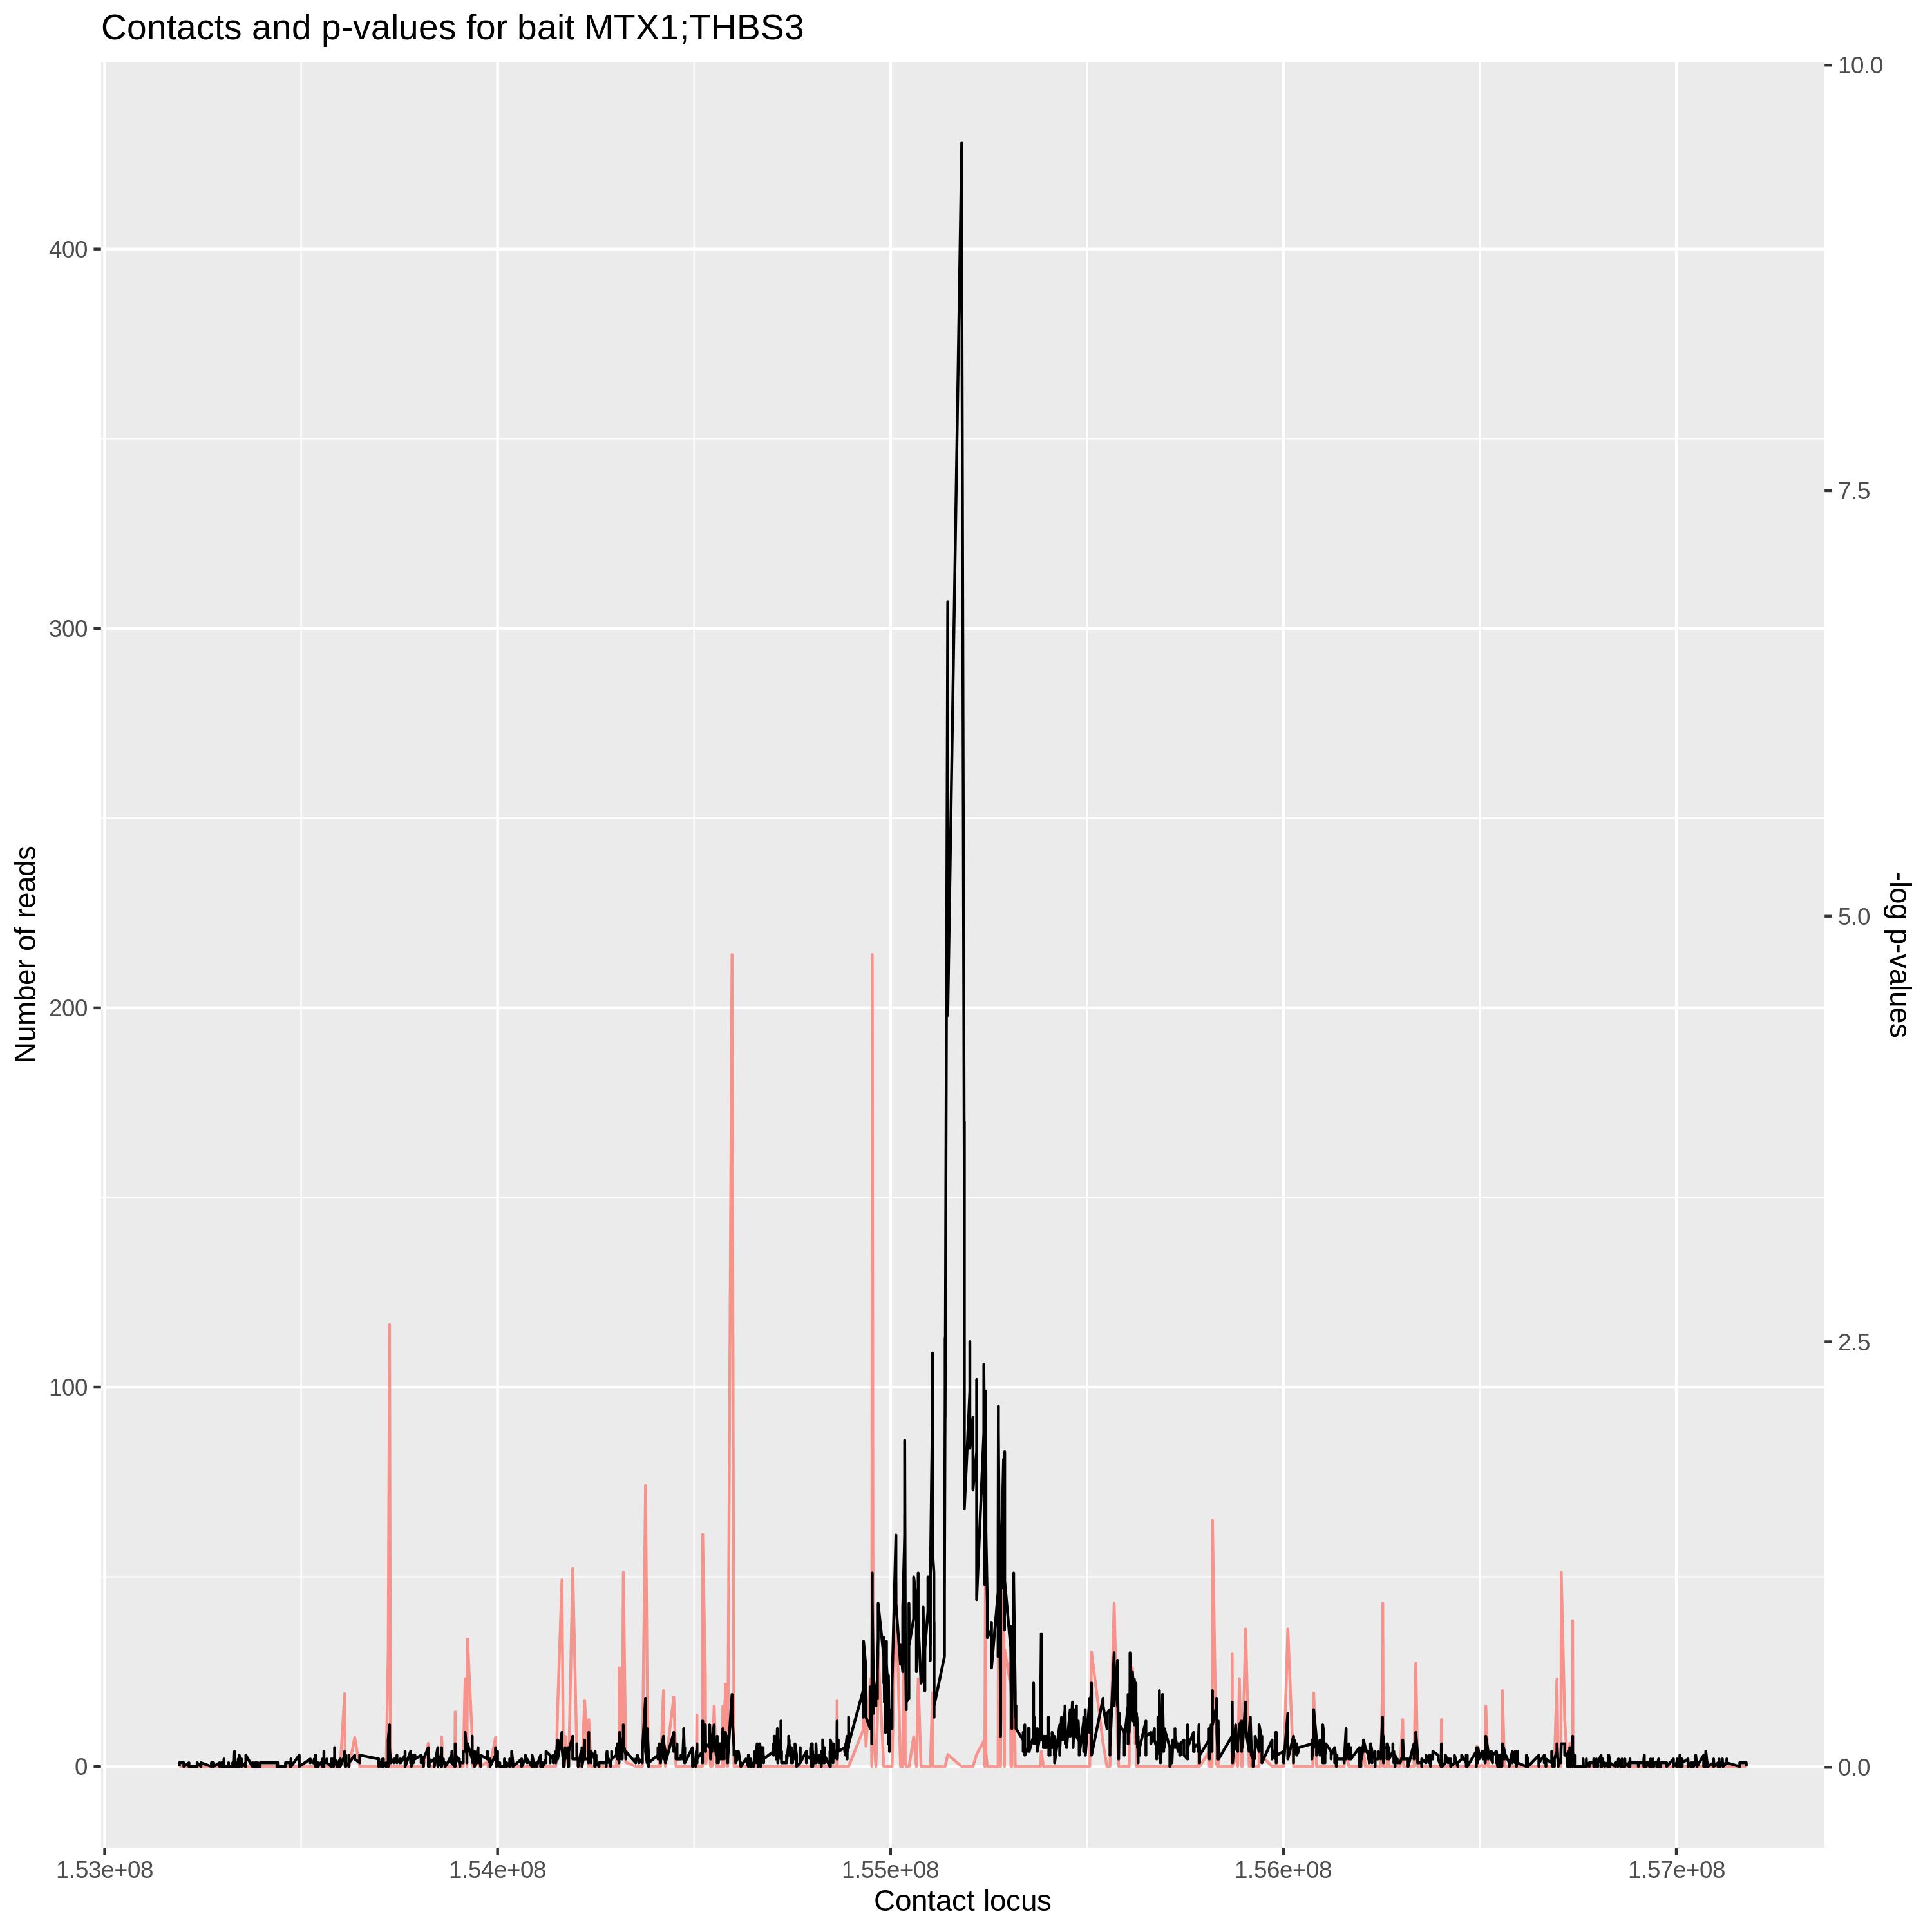 Contacts and p-values for bait MTX1;THBS3
Number of reads
400
300
200
100
0
10.0
7.5
5.0
2.5
0.0
-log p-values
1.53e+08
1.54e+08
1.55e+08
1.56e+08
1.57e+08
Contact locus